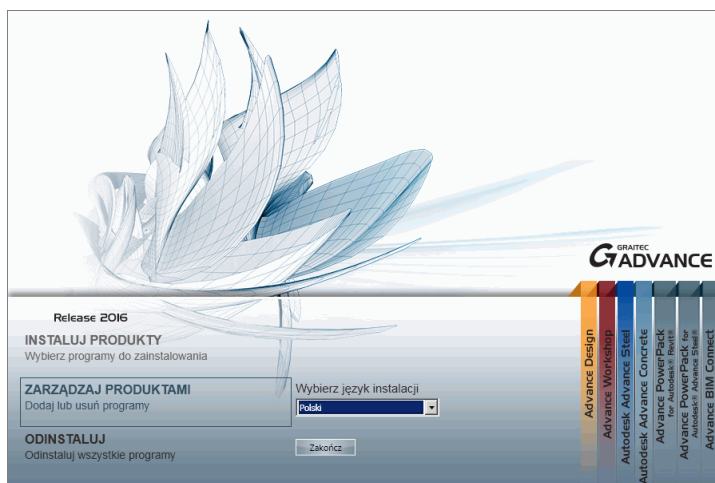 GRAITEC
ADVANCE
Release 2016
INSTALUJ PRODUKTY
Wybierz programy do zainstalowania
ZARZĄDZAJ PRODUKTAMI
Dodaj lub usuń programy
Wybierz język instalacji
Polski
ODINSTALUJ
Odinstaluj wszystkie programy
Zakończ
Advance Design
Advance Workshop
Autodesk Advance Steel
Autodesk Advance Concrete
Advance PowerPack
for Autodesk® Revit®
Advance PowerPack for
Autodesk® Advance Steel®
Advance BIM Connect